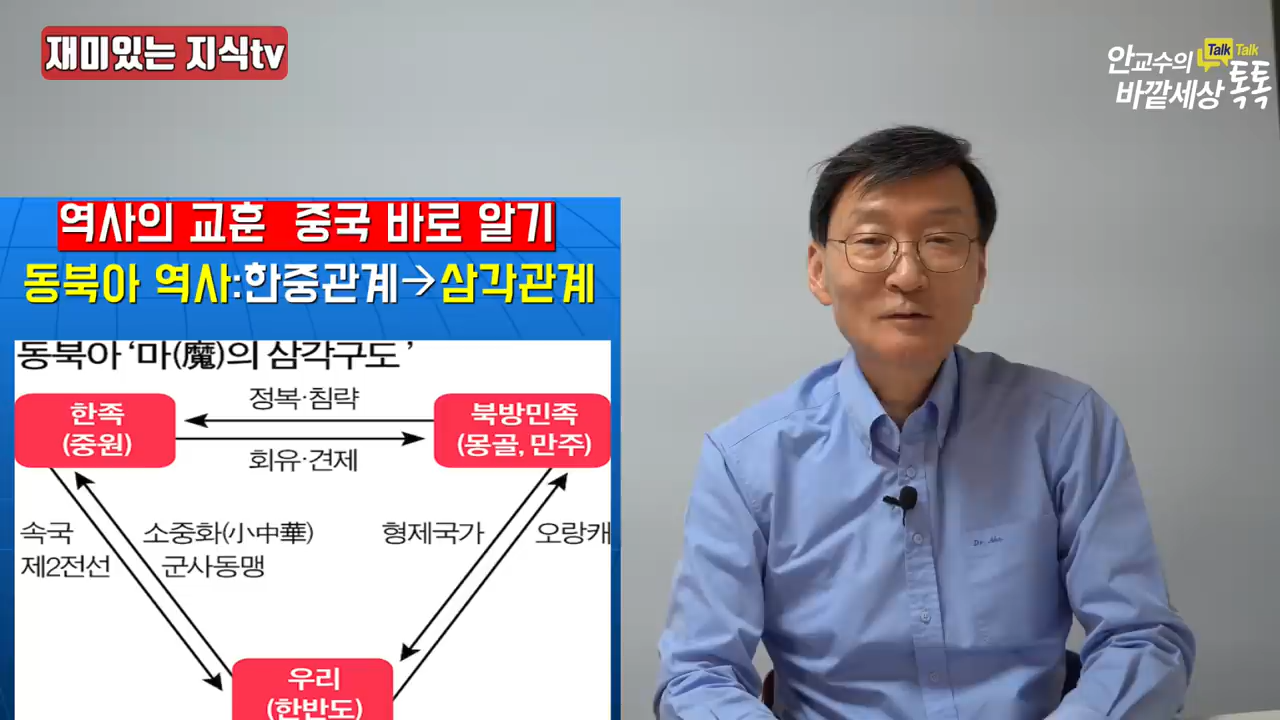 재미있는 지식tv
안교수의 Talk Talk
바깥세상 톡톡
역사의 교훈 중국 바로 알기
동북아 역사:한중관계→삼각관계
동북아 ‘마(魔)의 삼각구도’
한족
(중원)
정복·침략
회유·견제
북방민족
(몽골, 만주)
속국
제2전선
소중화(小中華)
군사동맹
형제국가
오랑캐
우리
(한반도)
Dr. Ahn